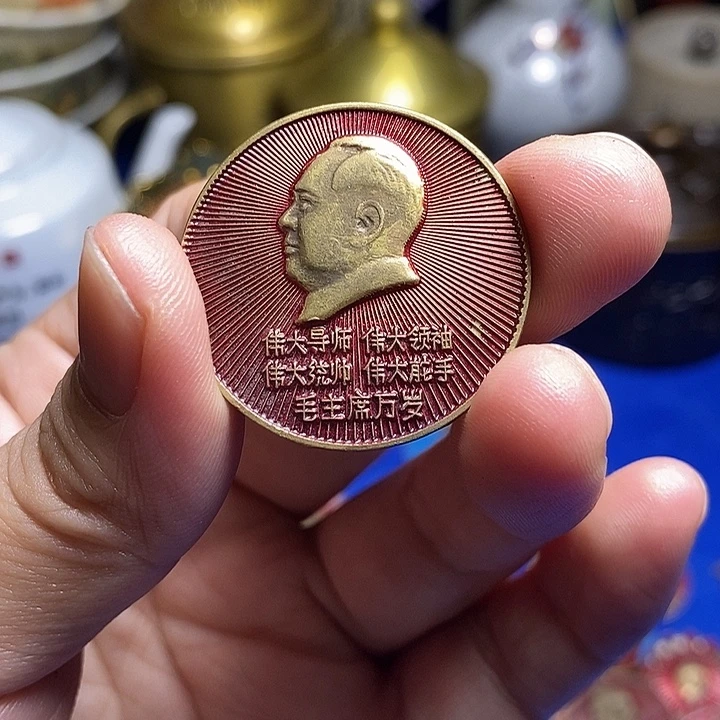 伟大导师 伟大领袖
伟大统帅 伟大舵手
毛主席万岁